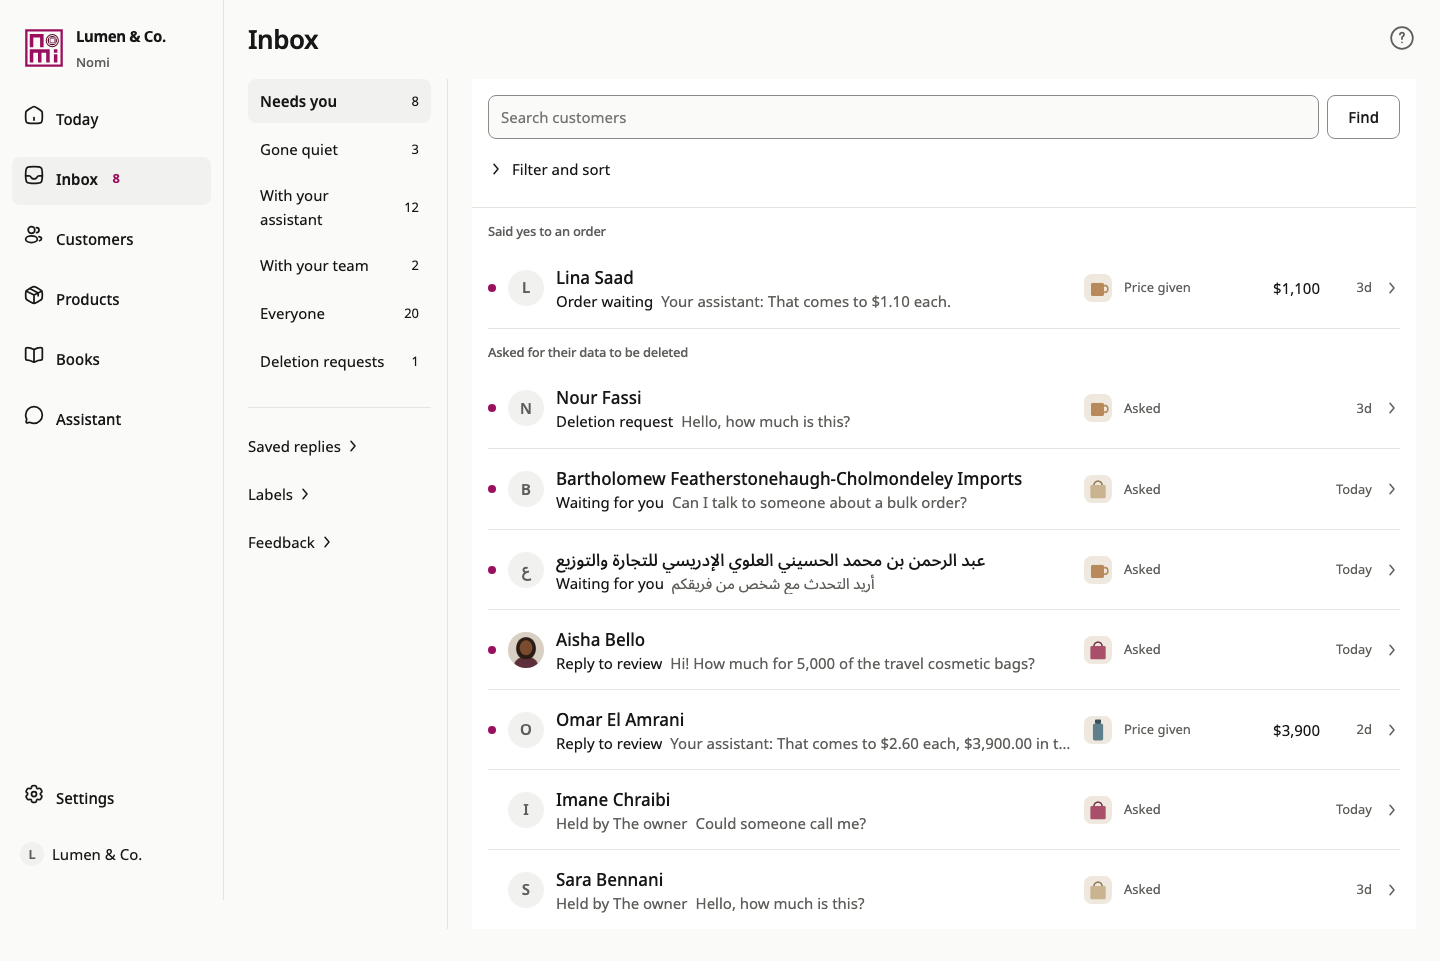 nomi
Lumen & Co.
Nomi
Today
Inbox 8
Customers
Products
Books
Assistant
Settings
L Lumen & Co.
Inbox
?
Needs you 8
Gone quiet 3
With your
assistant 12
With your team 2
Everyone 20
Deletion requests 1
Saved replies
Labels
Feedback
Search customers Find
Filter and sort
Said yes to an order
L
Lina Saad
Order waiting Your assistant: That comes to $1.10 each.
Price given $1,100 3d
Asked for their data to be deleted
N
Nour Fassi
Deletion request Hello, how much is this?
Asked 3d
B
Bartholomew Featherstonehaugh-Cholmondeley Imports
Waiting for you Can I talk to someone about a bulk order?
Asked Today
ع
عبد الرحمن بن محمد الحسيني العلوي الإدريسي للتجارة والتوزيع
Waiting for you أريد التحدث مع شخص من فريقكم
Asked Today
Aisha Bello
Reply to review Hi! How much for 5,000 of the travel cosmetic bags?
Asked Today
O
Omar El Amrani
Reply to review Your assistant: That comes to $2.60 each, $3,900.00 in t...
Price given $3,900 2d
I
Imane Chraibi
Held by The owner Could someone call me?
Asked Today
S
Sara Bennani
Held by The owner Hello, how much is this?
Asked 3d